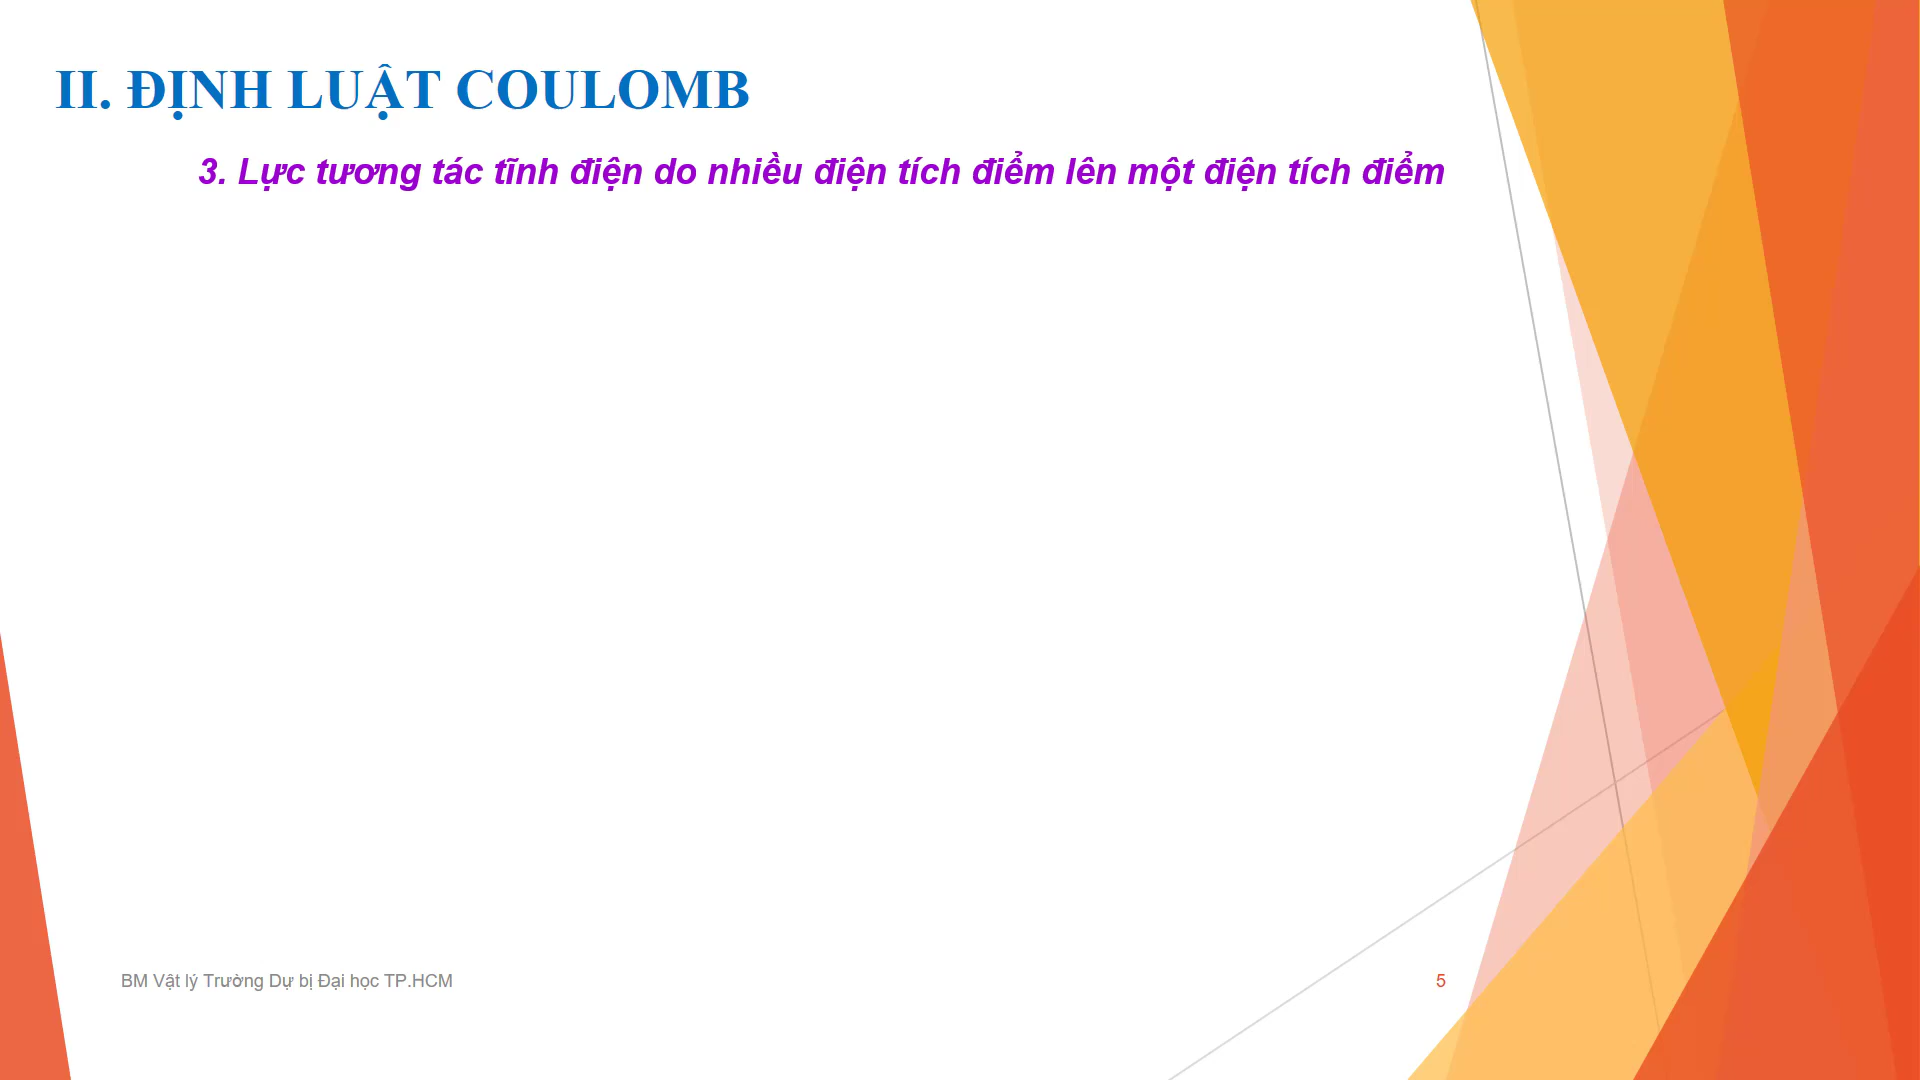 II. ĐỊNH LUẬT COULOMB
3. Lực tương tác tĩnh điện do nhiều điện tích điểm lên một điện tích điểm
BM Vật lý Trường Dự bị Đại học TP.HCM
5